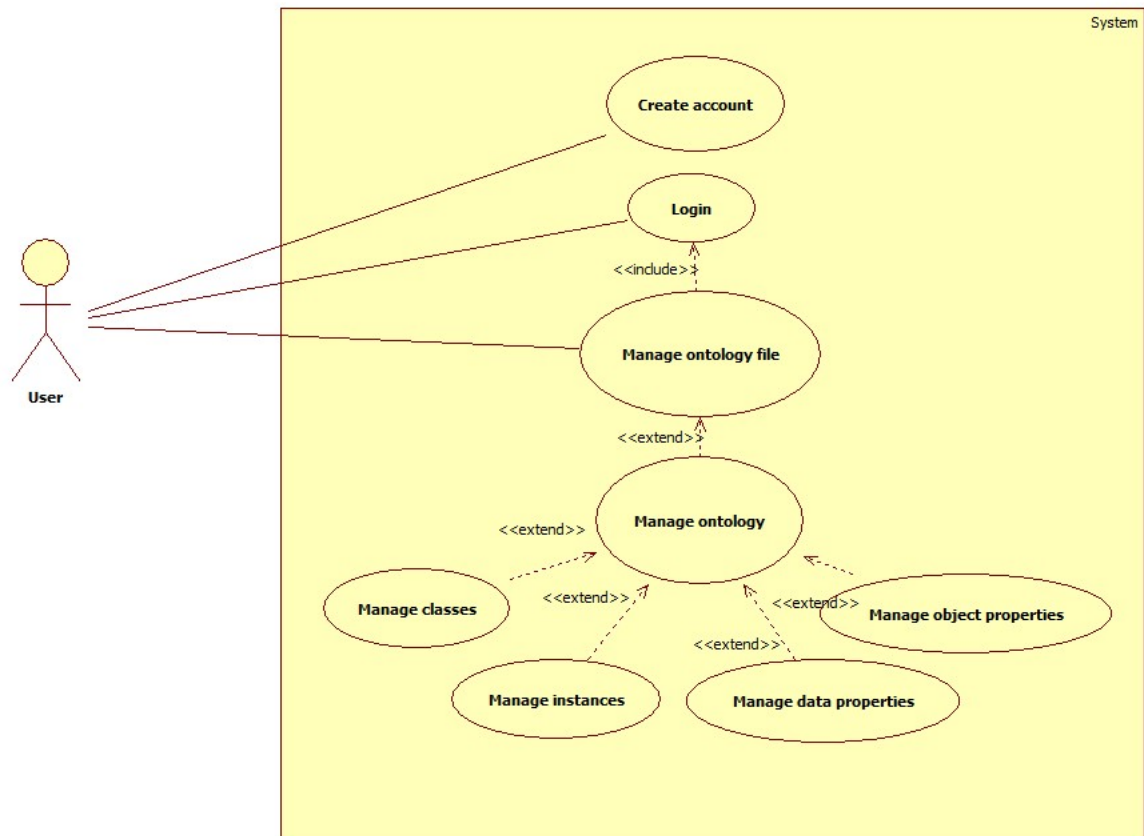 System
Create account
Login
<<include>>
Manage ontology file
User
<<extend>>
Manage ontology
<<extend>>
Manage classes
<<extend>>
<<extend>>
Manage object properties
<<extend>>
Manage instances
Manage data properties